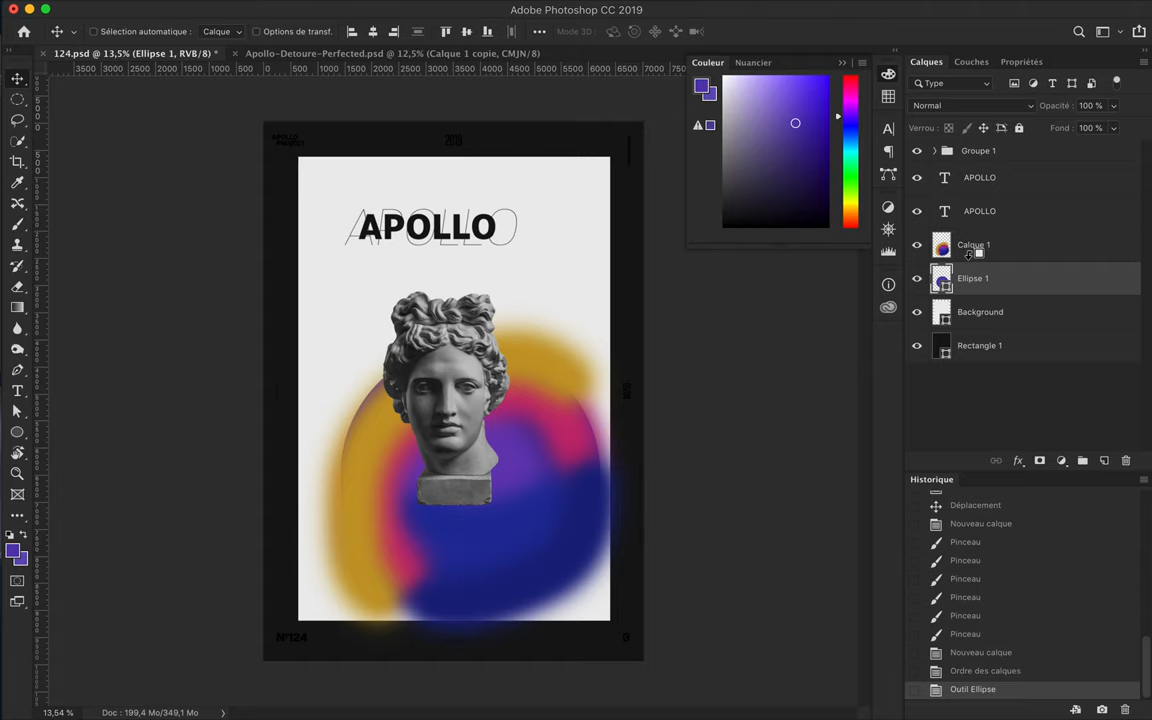 Adobe Photoshop CC 2019
Sélection automatique :
Calque
Options de transf.
Mode 3D :
124.psd @ 13,5% (Ellipse 1, RVB/8) *
Apollo-Detoure-Perfected.psd @ 12,5% (Calque 1 copie, CMJN/8)
3500 3000 2500 2000 1500 1000 500 0 500 1000 1500 2000 2500 3000 3500 4000 4500 5000 5500 6000 6500 7000
Couleur
Nuancier
Calques
Couches
Propriétés
Type
Normal
Opacité : 100 %
Verrou :
Fond : 100 %
Groupe 1
APOLLO
APOLLO
Calque 1
Ellipse 1
Background
Rectangle 1
APOLLO
PROJECT
2019
APOLLO
APOLLO
N°124
Historique
Déplacement
Nouveau calque
Pinceau
Pinceau
Pinceau
Pinceau
Pinceau
Pinceau
Nouveau calque
Ordre des calques
Outil Ellipse
13,54 %
Doc : 199,4 Mo/349,1 Mo